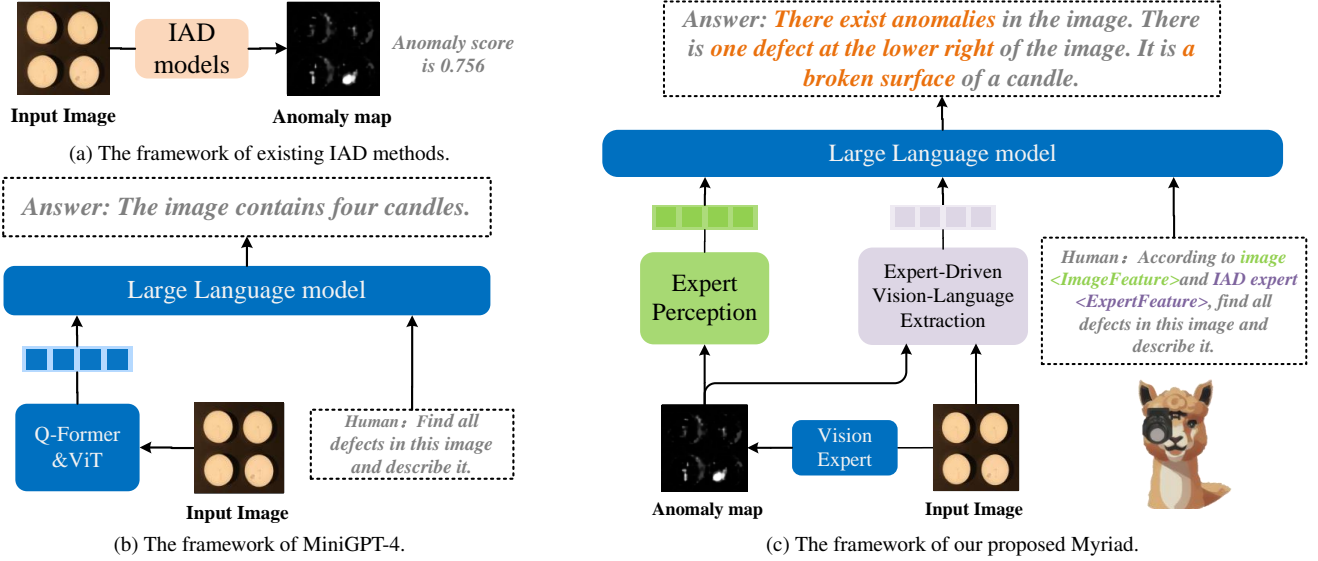 IAD
models
Anomaly score
is 0.756
Input Image
Anomaly map
(a) The framework of existing IAD methods.
Answer: The image contains four candles.
Large Language model
Q-Former
&ViT
Human：Find all
defects in this image
and describe it.
Input Image
(b) The framework of MiniGPT-4.
Answer: There exist anomalies in the image. There
is one defect at the lower right of the image. It is a
broken surface of a candle.
Large Language model
Expert
Perception
Expert-Driven
Vision-Language
Extraction
Human：According to image
<ImageFeature>and IAD expert
<ExpertFeature>, find all
defects in this image and
describe it.
Vision
Expert
Anomaly map
Input Image
(c) The framework of our proposed Myriad.